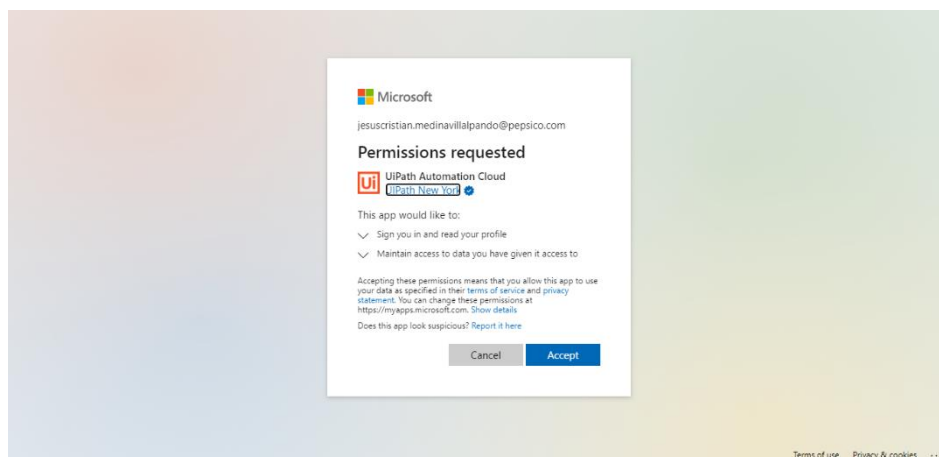 Microsoft
jesuscristian.medinavillalpando@pepsico.com
Permissions requested
Ui
UiPath Automation Cloud
UiPath New York
This app would like to:
Sign you in and read your profile
Maintain access to data you have given it access to
Accepting these permissions means that you allow this app to use
your data as specified in their terms of service and privacy
statement. You can change these permissions at
https://myapps.microsoft.com. Show details
Does this app look suspicious? Report it here
Cancel Accept
Terms of use Privacy & cookies ...